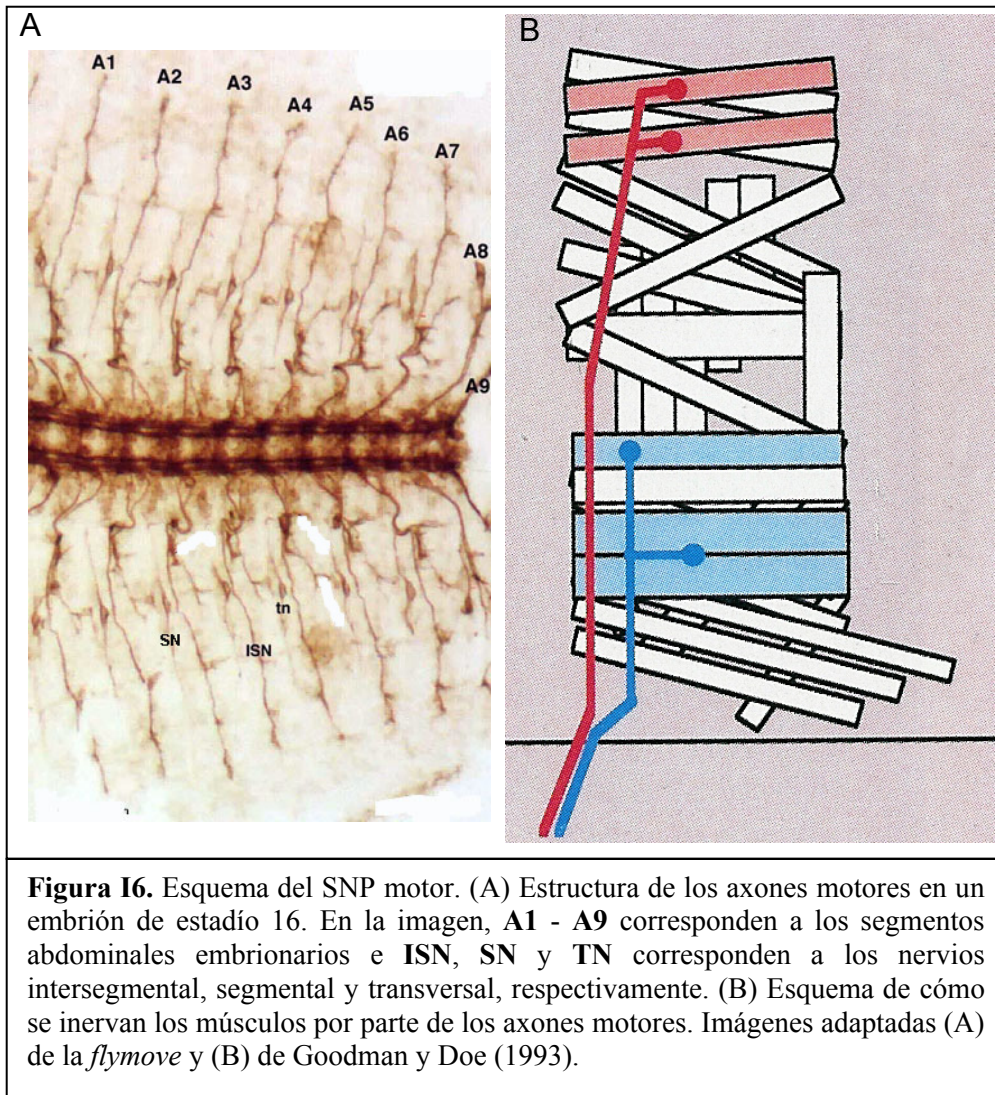 A
B
A1
A2
A3
A4
A5
A6
A7
A8
A9
tn
SN
ISN
Figura I6. Esquema del SNP motor. (A) Estructura de los axones motores en un
embrión de estadío 16. En la imagen, A1 - A9 corresponden a los segmentos
abdominales embrionarios e ISN, SN y TN corresponden a los nervios
intersegmental, segmental y transversal, respectivamente. (B) Esquema de cómo
se inervan los músculos por parte de los axones motores. Imágenes adaptadas (A)
de la flymove y (B) de Goodman y Doe (1993).